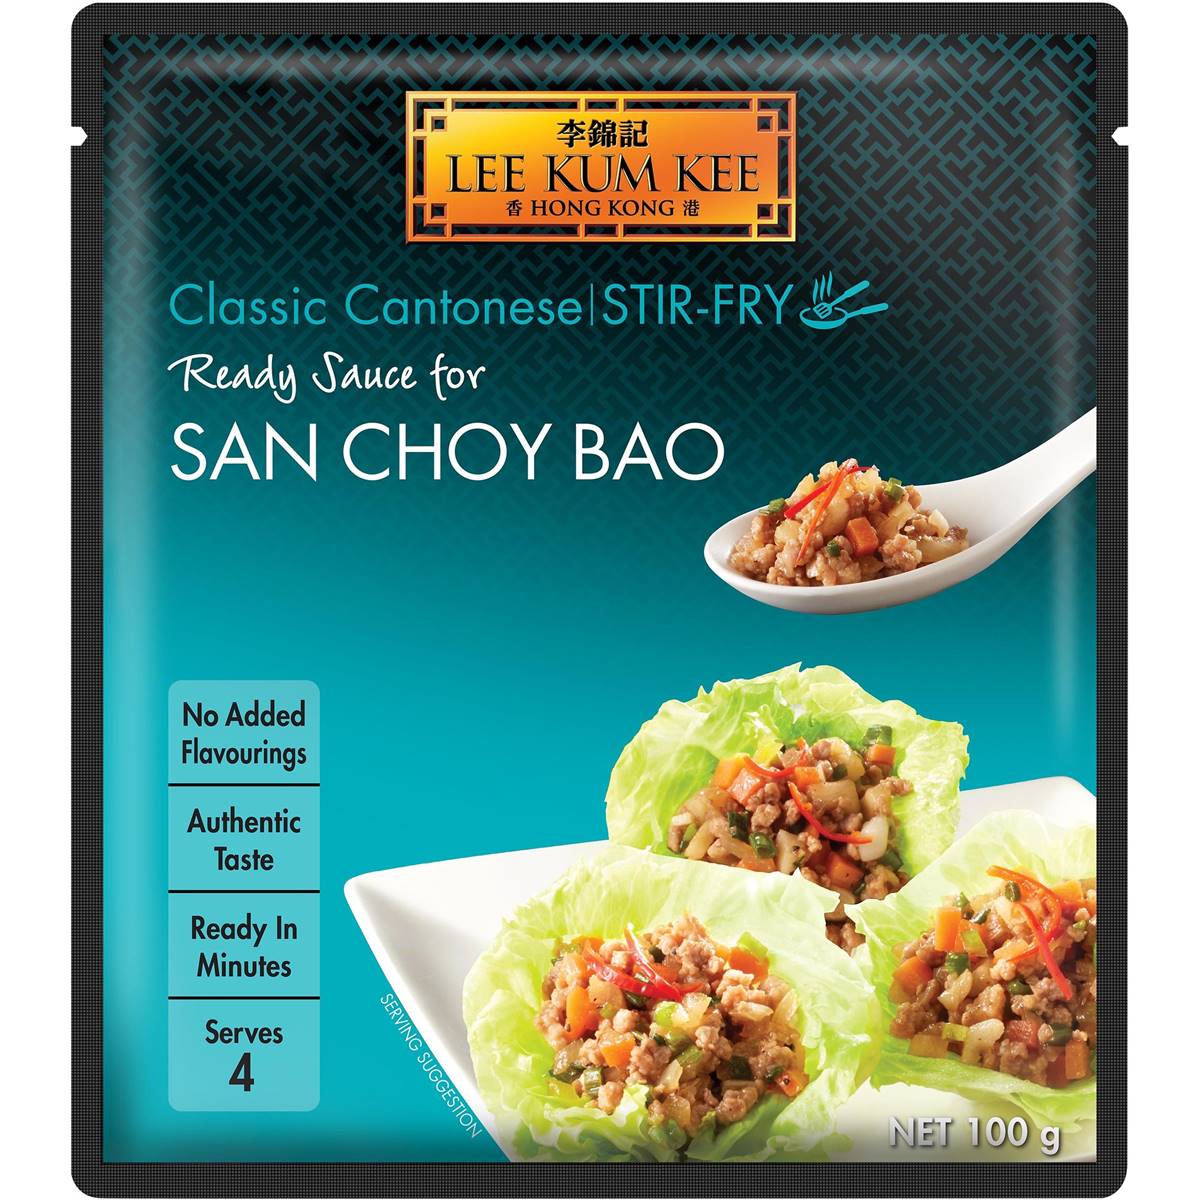 李錦記
LEE KUM KEE
香 HONG KONG 港
Classic Cantonese|STIR-FRY
Ready Sauce for
SAN CHOY BAO
No Added
Flavourings
Authentic
Taste
Ready In
Minutes
Serves
4
SERVING SUGGESTION
NET 100 g